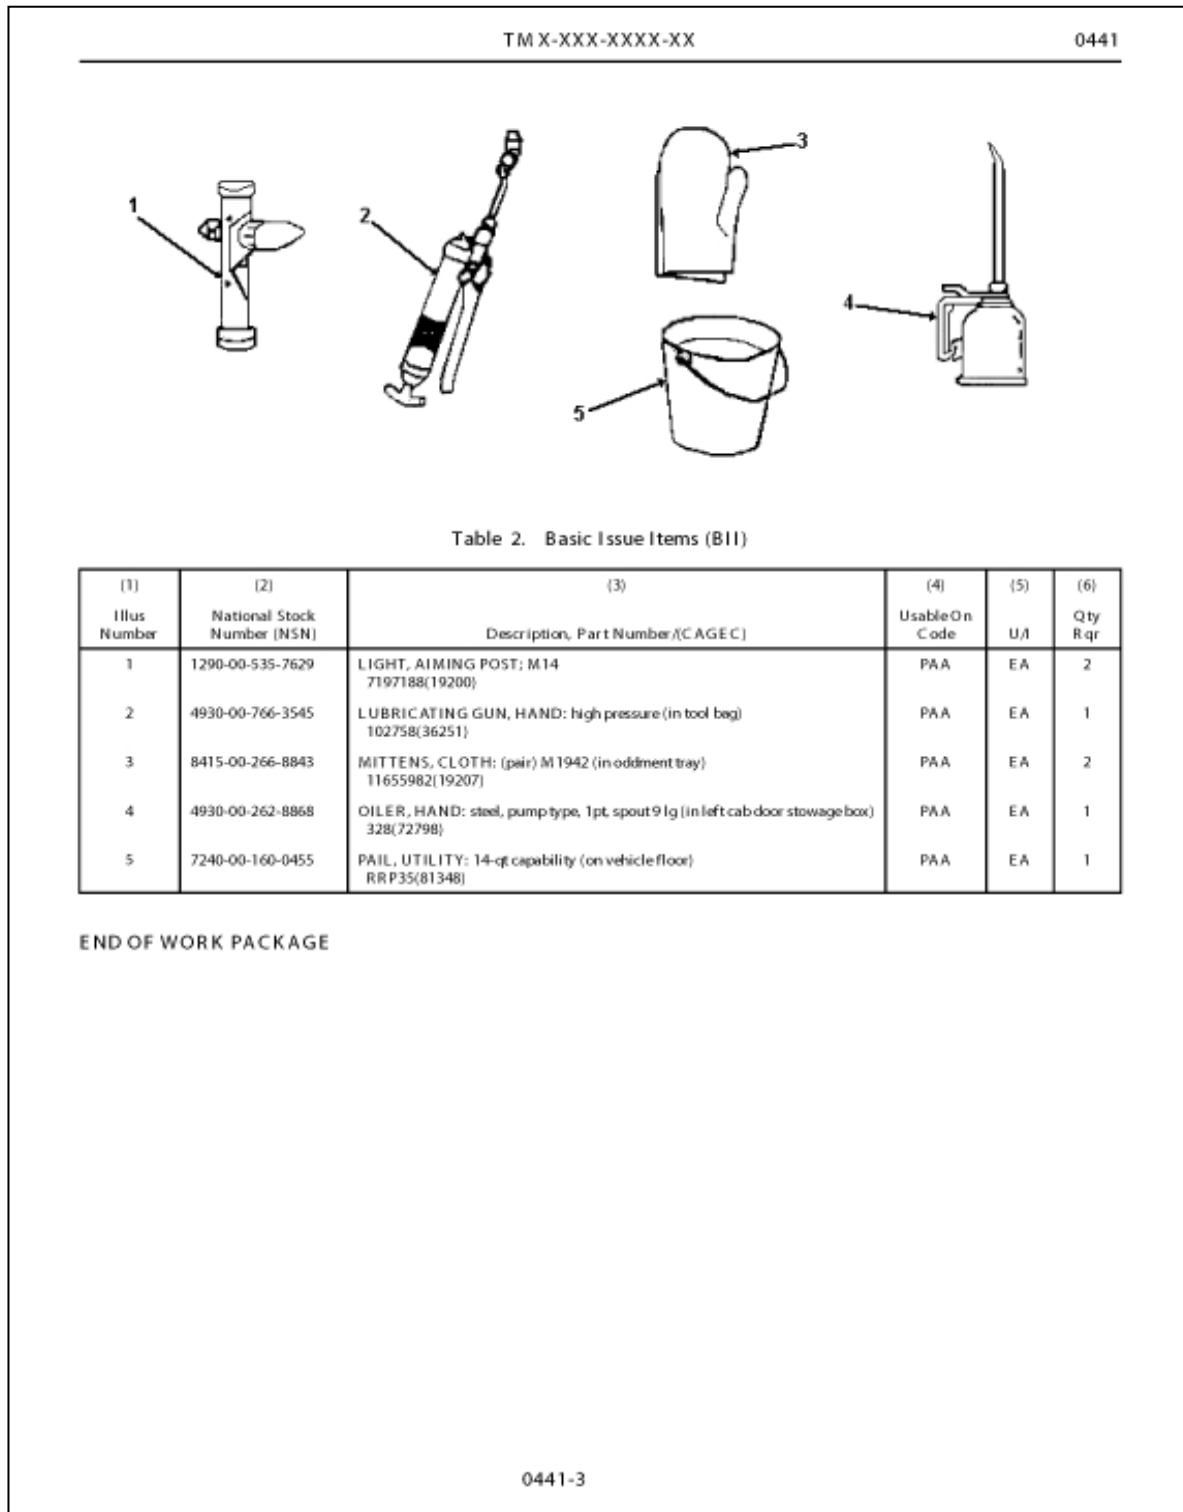 TM X-XXX-XXXX-XX 0441
1
2
3
4
5
Table 2. Basic Issue Items (BII)
(1) (2) (3) (4) (5) (6)
Illus Number National Stock Number (NSN) Description, Part Number/(CAGEC) Usable On Code U/I Qty Rqr
1 1290-00-535-7629 LIGHT, AIMING POST; M14 PAA EA 2
7197188(19200)
2 4930-00-766-3545 LUBRICATING GUN, HAND: high pressure (in tool bag) PAA EA 1
102758(36251)
3 8415-00-266-8843 MITTENS, CLOTH: (pair) M1942 (in oddment tray) PAA EA 2
11655982(19207)
4 4930-00-262-8868 OILER, HAND: steel, pump type, 1pt, spout 9 lg (in left cab door stowage box) PAA EA 1
328(72798)
5 7240-00-160-0455 PAIL, UTILITY: 14-qt capability (on vehicle floor) PAA EA 1
RRP35(81348)
END OF WORK PACKAGE
0441-3